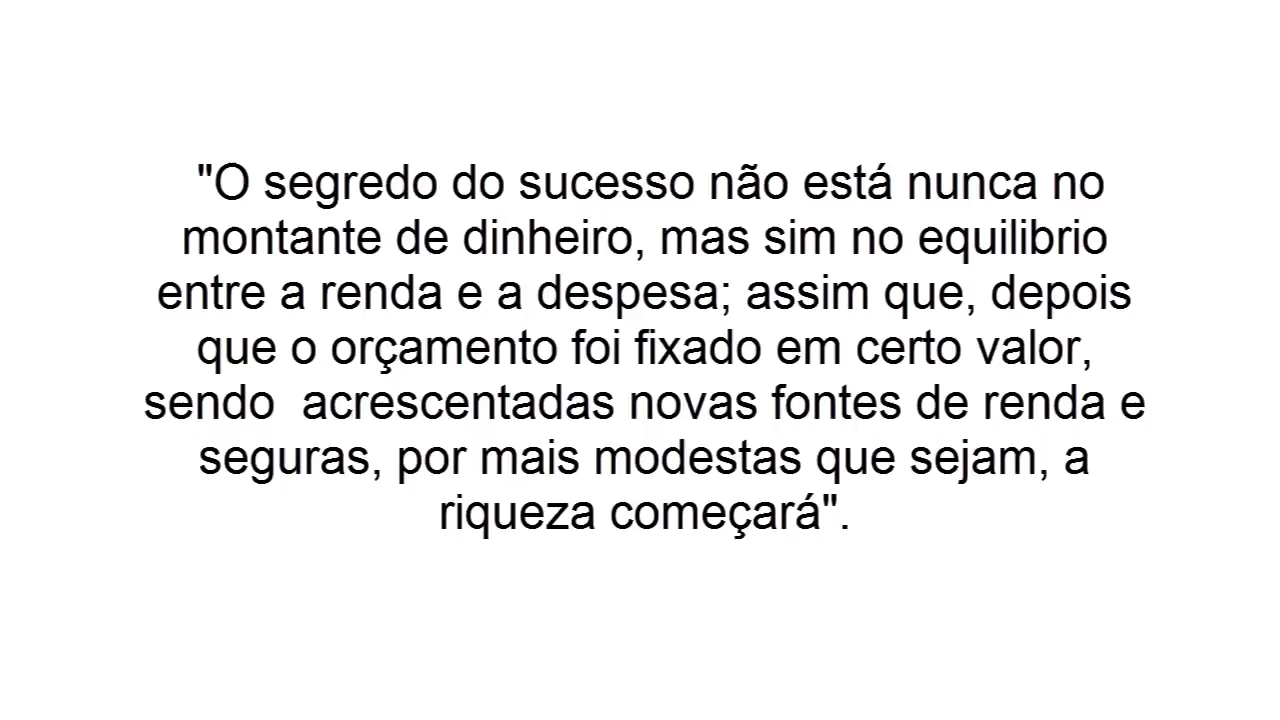 "O segredo do sucesso não está nunca no
montante de dinheiro, mas sim no equilibrio
entre a renda e a despesa; assim que, depois
que o orçamento foi fixado em certo valor,
sendo  acrescentadas novas fontes de renda e
seguras, por mais modestas que sejam, a
riqueza começará".